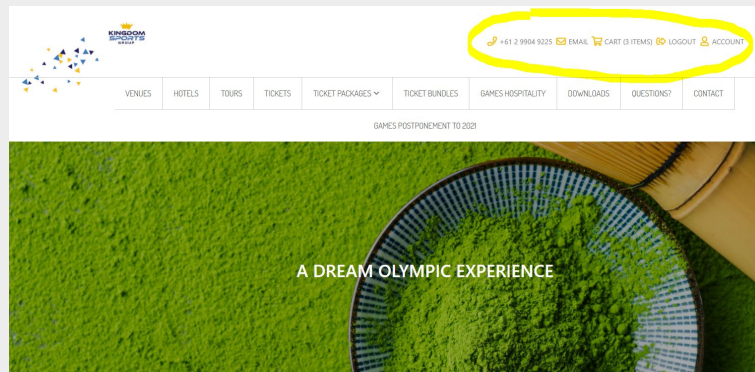 KINGDOM
SPORTS
GROUP
+61 2 9904 9225 EMAIL CART (3 ITEMS) LOGOUT ACCOUNT
VENUES HOTELS TOURS TICKETS TICKET PACKAGES TICKET BUNDLES GAMES HOSPITALITY DOWNLOADS QUESTIONS? CONTACT
GAMES POSTPONEMENT TO 2021
A DREAM OLYMPIC EXPERIENCE